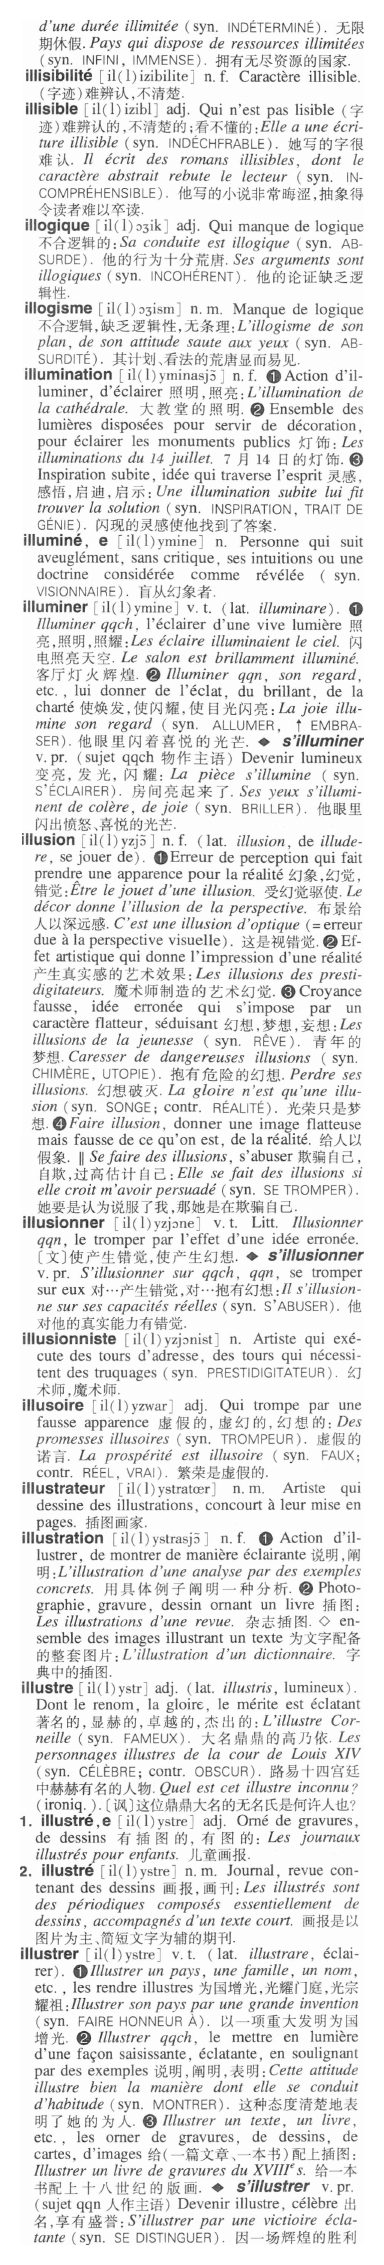 d'une durée illimitée (syn. INDÉTERMINÉ). 无限
期休假. Pays qui dispose de ressources illimitées
(syn. INFINI, IMMENSE). 拥有无尽资源的国家.
illisibilité [il(l)izibilite] n.f. Caractère illisible.
(字迹)难辨认,不清楚.
illisible [il(l)izibl] adj. Qui n'est pas lisible (字
迹)难辨认的,不清楚的;看不懂的:Elle a une écri-
ture illisible (syn. INDÉCHFRABLE). 她写的字很
难认. Il écrit des romans illisibles, dont le
caractère abstrait rebute le lecteur (syn. IN-
COMPRÉHENSIBLE). 他写的小说非常晦涩,抽象得
令读者难以卒读.
illogique [il(l)ɔʒik] adj. Qui manque de logique
不合逻辑的:Sa conduite est illogique (syn. AB-
SURDE). 他的行为十分荒唐. Ses arguments sont
illogiques (syn. INCOHÉRENT). 他的论证缺乏逻
辑性.
illogisme [il(l)ɔʒism] n.m. Manque de logique
不合逻辑,缺乏逻辑性,无条理:L'illogisme de son
plan, de son attitude saute aux yeux (syn. AB-
SURDITÉ). 其计划、看法的荒唐显而易见.
illumination [il(l)yminasjɔ̃] n.f. ❶ Action d'il-
luminer, d'éclairer 照明,照亮:L'illumination de
la cathédrale. 大教堂的照明. ❷ Ensemble des
lumières disposées pour servir de décoration,
pour éclairer les monuments publics 灯饰:Les
illuminations du 14 juillet. 7 月 14 日的灯饰. ❸
Inspiration subite, idée qui traverse l'esprit 灵感,
感悟,启迪,启示:Une illumination subite lui fit
trouver la solution (syn. INSPIRATION, TRAIT DE
GÉNIE). 闪现的灵感使他找到了答案.
illuminé, e [il(l)ymine] n. Personne qui suit
aveuglément, sans critique, ses intuitions ou une
doctrine considérée comme révélée (syn.
VISIONNAIRE). 盲从幻象者.
illuminer [il(l)ymine] v.t. (lat. illuminare). ❶
Illuminer qqch, l'éclairer d'une vive lumière 照
亮,照明,照耀:Les éclaire illuminaient le ciel. 闪
电照亮天空. Le salon est brillamment illuminé.
客厅灯火辉煌. ❷ Illuminer qqn, son regard,
etc., lui donner de l'éclat, du brillant, de la
charté 使焕发,使闪耀,使目光闪亮:La joie illu-
mine son regard (syn. ALLUMER, ↑ EMBRA-
SER). 他眼里闪着喜悦的光芒. ◆ s'illuminer
v.pr. (sujet qqch 物作主语) Devenir lumineux
变亮,发光,闪耀:La pièce s'illumine (syn.
S'ÉCLAIRER). 房间亮起来了. Ses yeux s'illumi-
nent de colère, de joie (syn. BRILLER). 他眼里
闪出愤怒、喜悦的光芒.
illusion [il(l)yzjɔ̃] n.f. (lat. illusion, de illude-
re, se jouer de). ❶ Erreur de perception qui fait
prendre une apparence pour la réalité 幻象,幻觉,
错觉:Être le jouet d'une illusion. 受幻觉驱使. Le
décor donne l'illusion de la perspective. 布景给
人以深远感. C'est une illusion d'optique (=erreur
due à la perspective visuelle). 这是视错觉. ❷ Ef-
fet artistique qui donne l'impression d'une réalité
产生真实感的艺术效果:Les illusions des presti-
digitateurs. 魔术师制造的艺术幻觉. ❸ Croyance
fausse, idée erronée qui s'impose par un
caractère flatteur, séduisant 幻想,梦想,妄想:Les
illusions de la jeunesse (syn. RÊVE). 青年的
梦想. Caresser de dangereuses illusions (syn.
CHIMÈRE, UTOPIE). 抱有危险的幻想. Perdre ses
illusions. 幻想破灭. La gloire n'est qu'une illu-
sion (syn. SONGE; contr. RÉALITÉ). 光荣只是梦
想. ❹ Faire illusion, donner une image flatteuse
mais fausse de ce qu'on est, de la réalité. 给人以
假象. ‖ Se faire des illusions, s'abuser 欺骗自己,
自欺,过高估计自己:Elle se fait des illusions si
elle croit m'avoir persuadé (syn. SE TROMPER).
她要是认为说服了我,那她是在欺骗自己.
illusionner [il(l)yzjɔne] v.t. Litt. Illusionner
qqn, le tromper par l'effet d'une idée erronée.
〔文〕使产生错觉,使产生幻想. ◆ s'illusionner
v.pr. S'illusionner sur qqch, qqn, se tromper
sur eux 对…产生错觉,对…抱有幻想:Il s'illusion-
ne sur ses capacités réelles (syn. S'ABUSER). 他
对他的真实能力有错觉.
illusionniste [il(l)yzjɔnist] n. Artiste qui exé-
cute des tours d'adresse, des tours qui nécessi-
tent des truquages (syn. PRESTIDIGITATEUR). 幻
术师,魔术师.
illusoire [il(l)yzwar] adj. Qui trompe par une
fausse apparence 虚假的,虚幻的,幻想的:Des
promesses illusoires (syn. TROMPEUR). 虚假的
诺言. La prospérité est illusoire (syn. FAUX;
contr. RÉEL, VRAI). 繁荣是虚假的.
illustrateur [il(l)ystratœr] n.m. Artiste qui
dessine des illustrations, concourt à leur mise en
pages. 插图画家.
illustration [il(l)ystrasjɔ̃] n.f. ❶ Action d'il-
lustrer, de montrer de manière éclairante 说明,阐
明:L'illustration d'une analyse par des exemples
concrets. 用具体例子阐明一种分析. ❷ Photo-
graphie, gravure, dessin ornant un livre 插图:
Les illustrations d'une revue. 杂志插图. ◇ en-
semble des images illustrant un texte 为文字配备
的整套图片:L'illustration d'un dictionnaire. 字
典中的插图.
illustre [il(l)ystr] adj. (lat. illustris, lumineux).
Dont le renom, la gloire, le mérite est éclatant
著名的,显赫的,卓越的,杰出的:L'illustre Cor-
neille (syn. FAMEUX). 大名鼎鼎的高乃依. Les
personnages illustres de la cour de Louis XIV
(syn. CÉLÈBRE; contr. OBSCUR). 路易十四宫廷
中赫赫有名的人物. Quel est cet illustre inconnu?
(ironiq.).〔讽〕这位鼎鼎大名的无名氏是何许人也?
1. illustré,e [il(l)ystre] adj. Orné de gravures,
de dessins 有插图的,有图的:Les journaux
illustrés pour enfants. 儿童画报.
2. illustré [il(l)ystre] n.m. Journal, revue con-
tenant des dessins 画报,画刊:Les illustrés sont
des périodiques composés essentiellement de
dessins, accompagnés d'un texte court. 画报是以
图片为主、简短文字为辅的期刊.
illustrer [il(l)ystre] v.t. (lat. illustrare, éclai-
rer). ❶ Illustrer un pays, une famille, un nom,
etc., les rendre illustres 为国增光,光耀门庭,光宗
耀祖:Illustrer son pays par une grande invention
(syn. FAIRE HONNEUR À). 以一项重大发明为国
增光. ❷ Illustrer qqch, le mettre en lumière
d'une façon saisissante, éclatante, en soulignant
par des exemples 说明,阐明,表明:Cette attitude
illustre bien la manière dont elle se conduit
d'habitude (syn. MONTRER). 这种态度清楚地表
明了她的为人. ❸ Illustrer un texte, un livre,
etc., les orner de gravures, de dessins, de
cartes, d'images 给(一篇文章、一本书)配上插图:
Illustrer un livre de gravures du XVIIIᵉ s. 给一本
书配上十八世纪的版画. ◆ s'illustrer v.pr.
(sujet qqn 人作主语) Devenir illustre, célèbre 出
名,享有盛誉:S'illustrer par une victioire écla-
tante (syn. SE DISTINGUER). 因一场辉煌的胜利